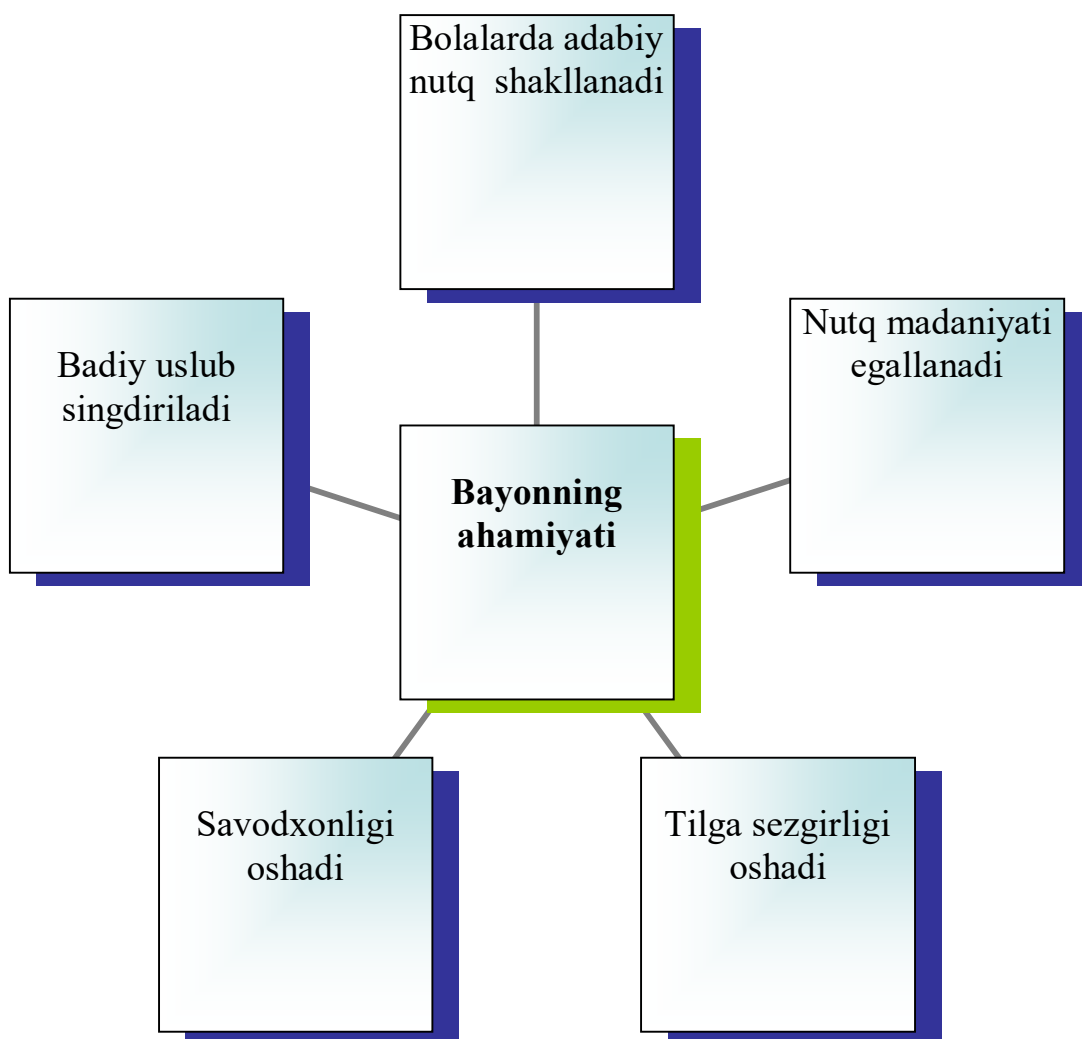 Bolalarda adabiy
nutq shakllanadi
Badiy uslub
singdiriladi
Nutq madaniyati
egallanadi
Bayonning
ahamiyati
Savodxonligi
oshadi
Tilga sezgirligi
oshadi